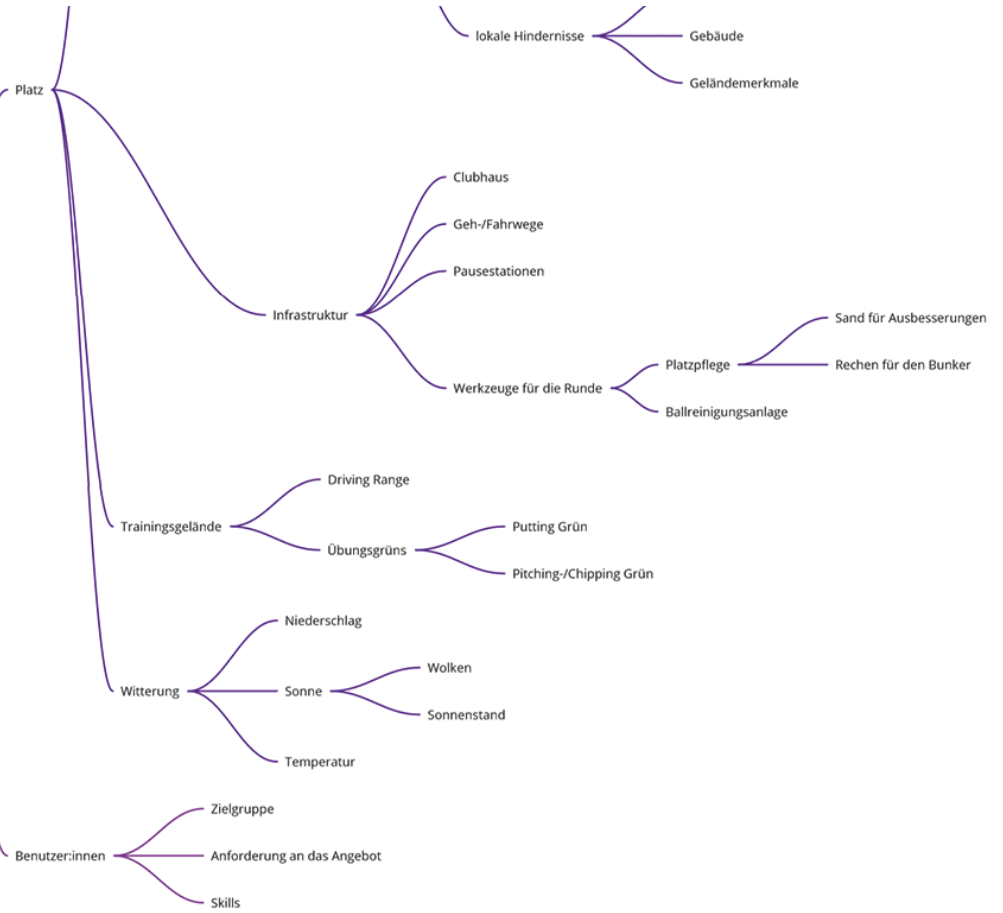 lokale Hindernisse
Gebäude
Geländemerkmale
Platz
Clubhaus
Geh-/Fahrwege
Pausestationen
Infrastruktur
Sand für Ausbesserungen
Werkzeuge für die Runde
Platzpflege
Rechen für den Bunker
Ballreinigungsanlage
Driving Range
Trainingsgelände
Übungsgrüns
Putting Grün
Pitching-/Chipping Grün
Niederschlag
Witterung
Sonne
Wolken
Sonnenstand
Temperatur
Zielgruppe
Benutzer:innen
Anforderung an das Angebot
Skills